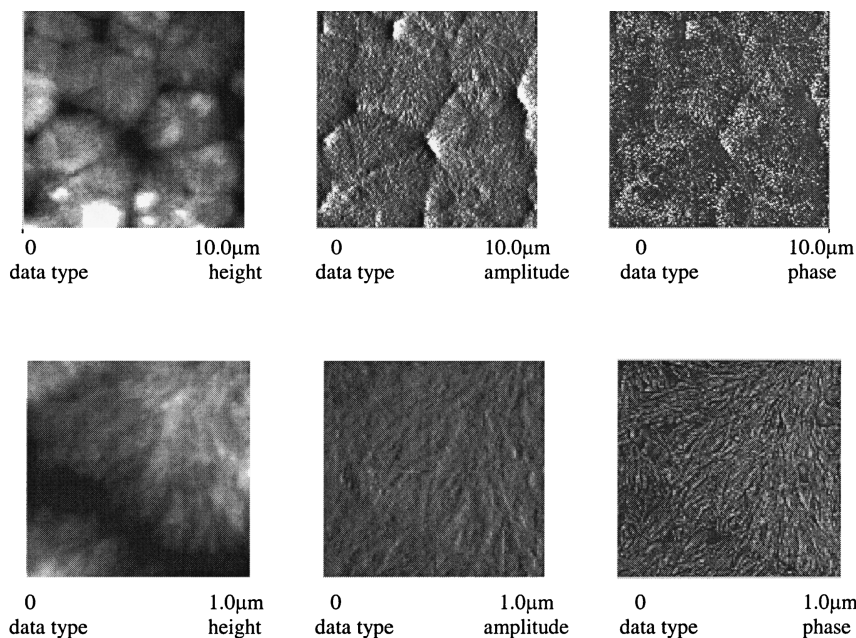 0 10.0μm 0 10.0μm 0 10.0μm
data type height data type amplitude data type phase
0 1.0μm 0 1.0μm 0 1.0μm
data type height data type amplitude data type phase